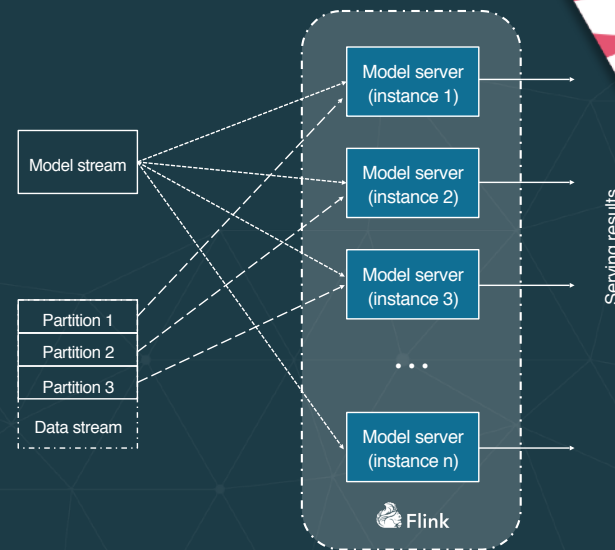 Model server
(instance 1)
Model stream
Model server
(instance 2)
Serving results
Model server
(instance 3)
Partition 1
Partition 2
Partition 3
Data stream
...
Model server
(instance n)
Flink